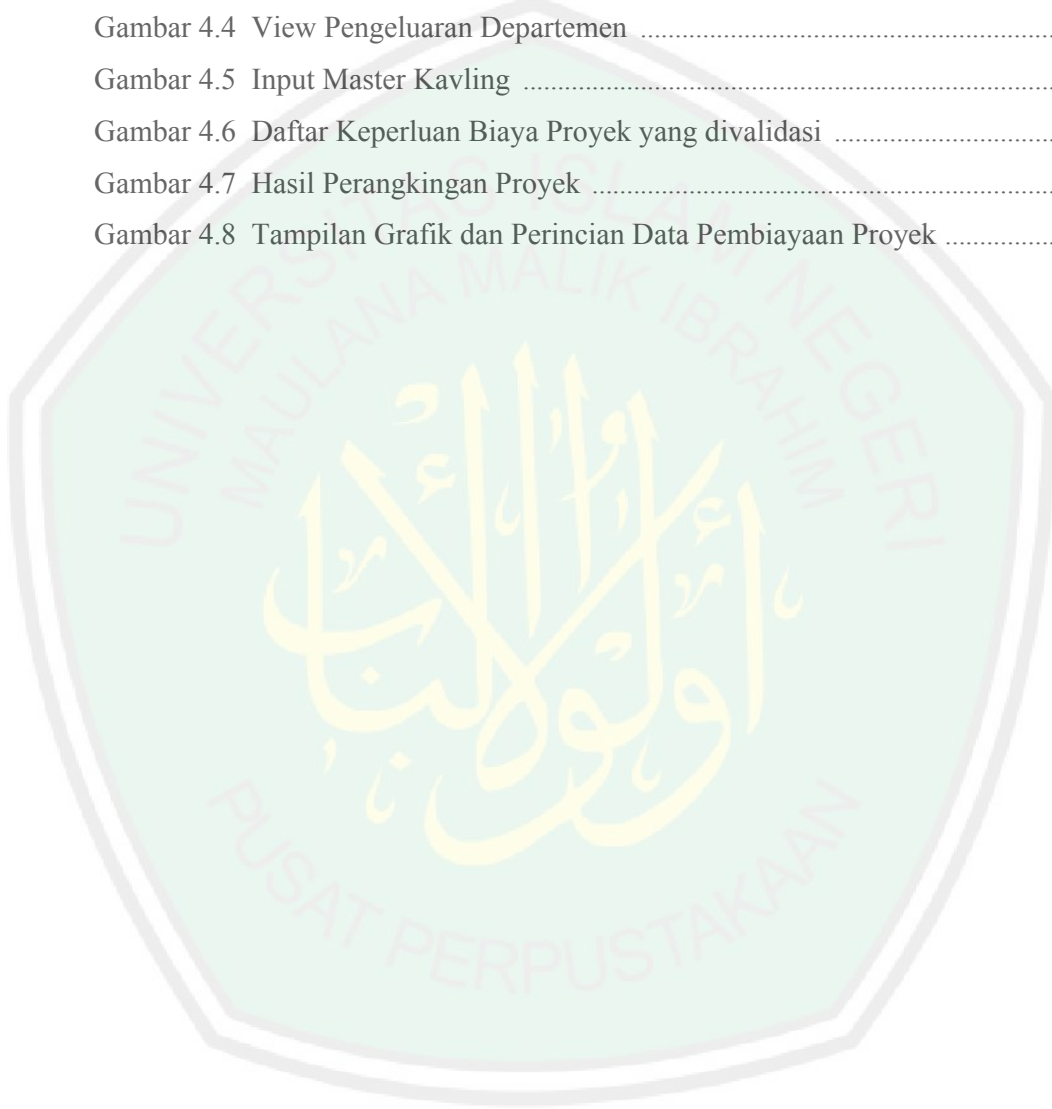 Gambar 4.4 View Pengeluaran Departemen ........................................................
Gambar 4.5 Input Master Kavling ........................................................................
Gambar 4.6 Daftar Keperluan Biaya Proyek yang divalidasi ..............................
Gambar 4.7 Hasil Perangkingan Proyek ..............................................................
Gambar 4.8 Tampilan Grafik dan Perincian Data Pembiayaan Proyek ................
UNIVERSITAS ISLAM NEGERI
MAULANA MALIK IBRAHIM
أولوا الألباب
PUSAT PERPUSTAKAAN